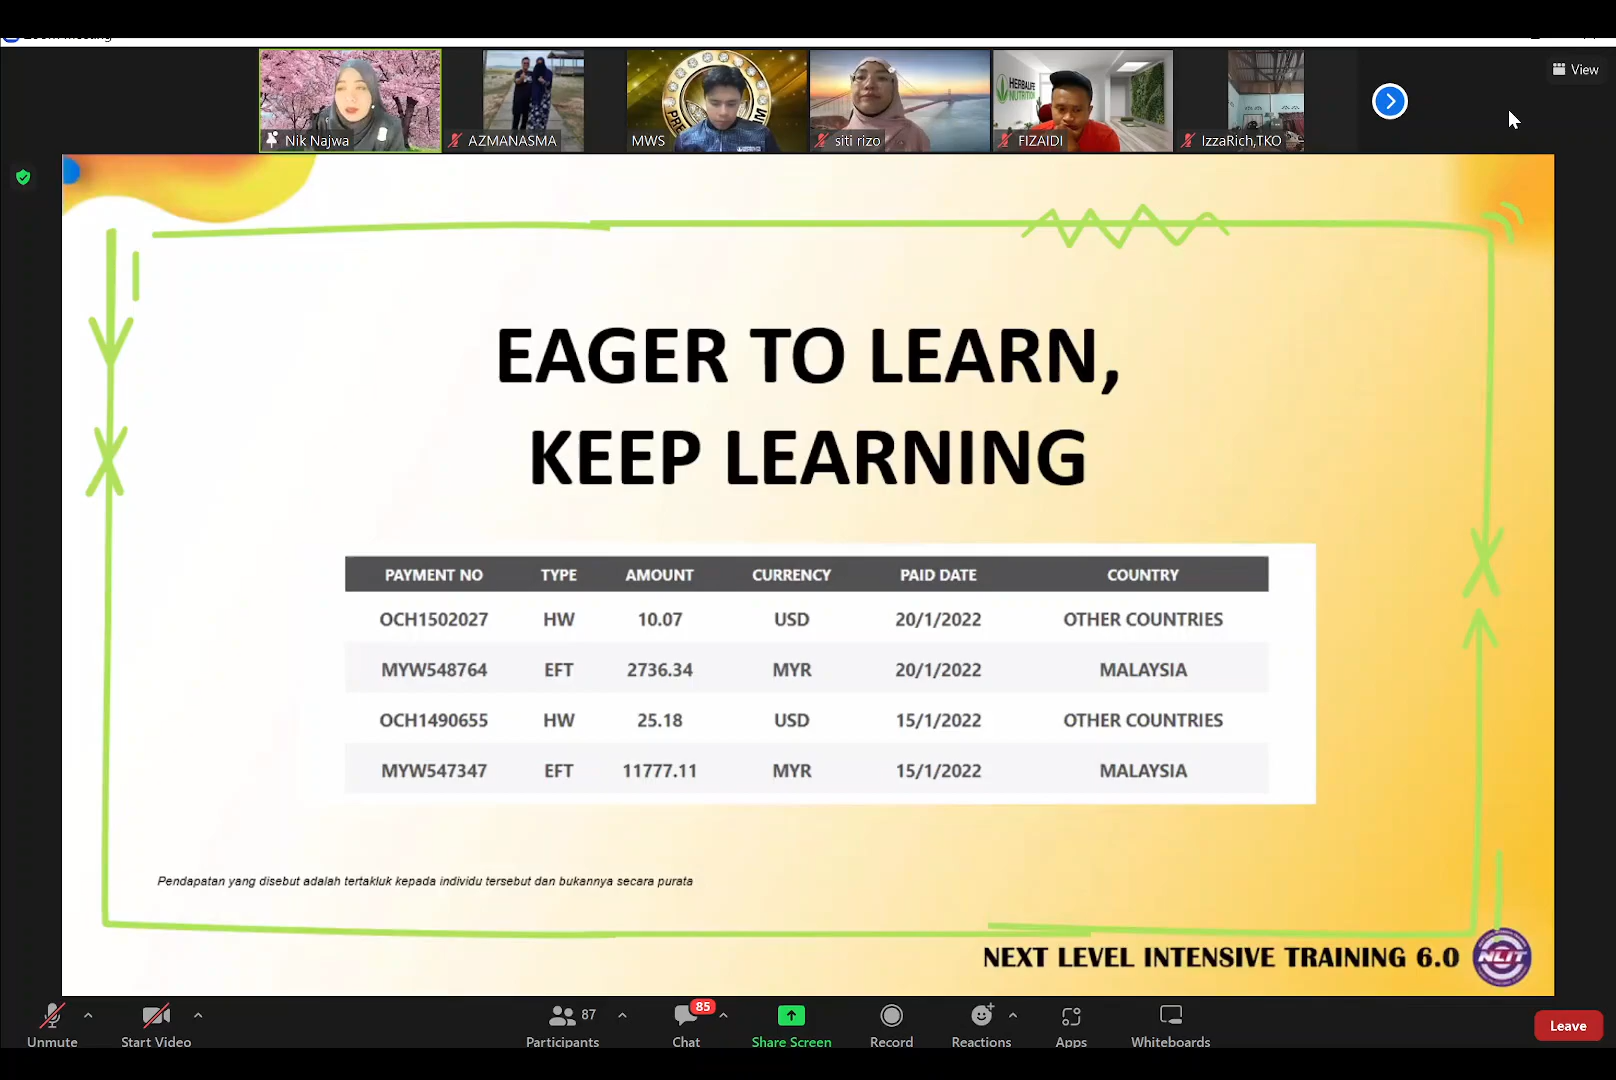 View
Nik Najwa
AZMANASMA
MWS
siti rizo
FIZAIDI
IzzaRich,TKO
HERBALIFE
NUTRITION
EAGER TO LEARN,
KEEP LEARNING
PAYMENT NO TYPE AMOUNT CURRENCY PAID DATE COUNTRY
OCH1502027 HW 10.07 USD 20/1/2022 OTHER COUNTRIES
MYW548764 EFT 2736.34 MYR 20/1/2022 MALAYSIA
OCH1490655 HW 25.18 USD 15/1/2022 OTHER COUNTRIES
MYW547347 EFT 11777.11 MYR 15/1/2022 MALAYSIA
Pendapatan yang disebut adalah tertakluk kepada individu tersebut dan bukannya secara purata
NEXT LEVEL INTENSIVE TRAINING 6.0
NLIT
87
85
Unmute
Start Video
Participants
Chat
Share Screen
Record
Reactions
Apps
Whiteboards
Leave